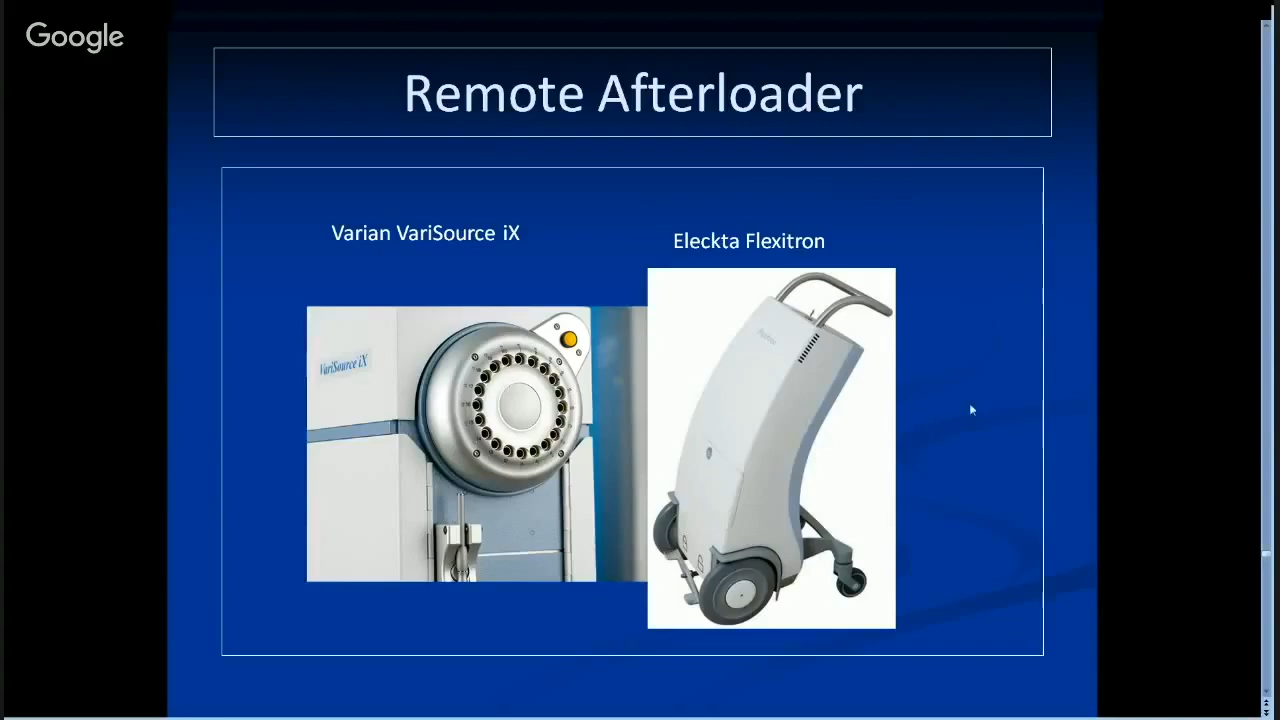 Google
Remote Afterloader
Varian VariSource iX
Eleckta Flexitron
VariSource iX